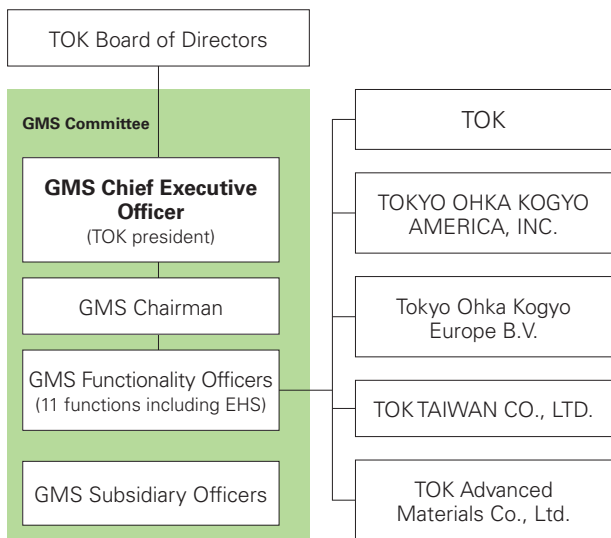 TOK Board of Directors
GMS Committee
GMS Chief Executive
Officer
(TOK president)
GMS Chairman
GMS Functionality Officers
(11 functions including EHS)
GMS Subsidiary Officers
TOK
TOKYO OHKA KOGYO
AMERICA, INC.
Tokyo Ohka Kogyo
Europe B.V.
TOK TAIWAN CO., LTD.
TOK Advanced
Materials Co., Ltd.